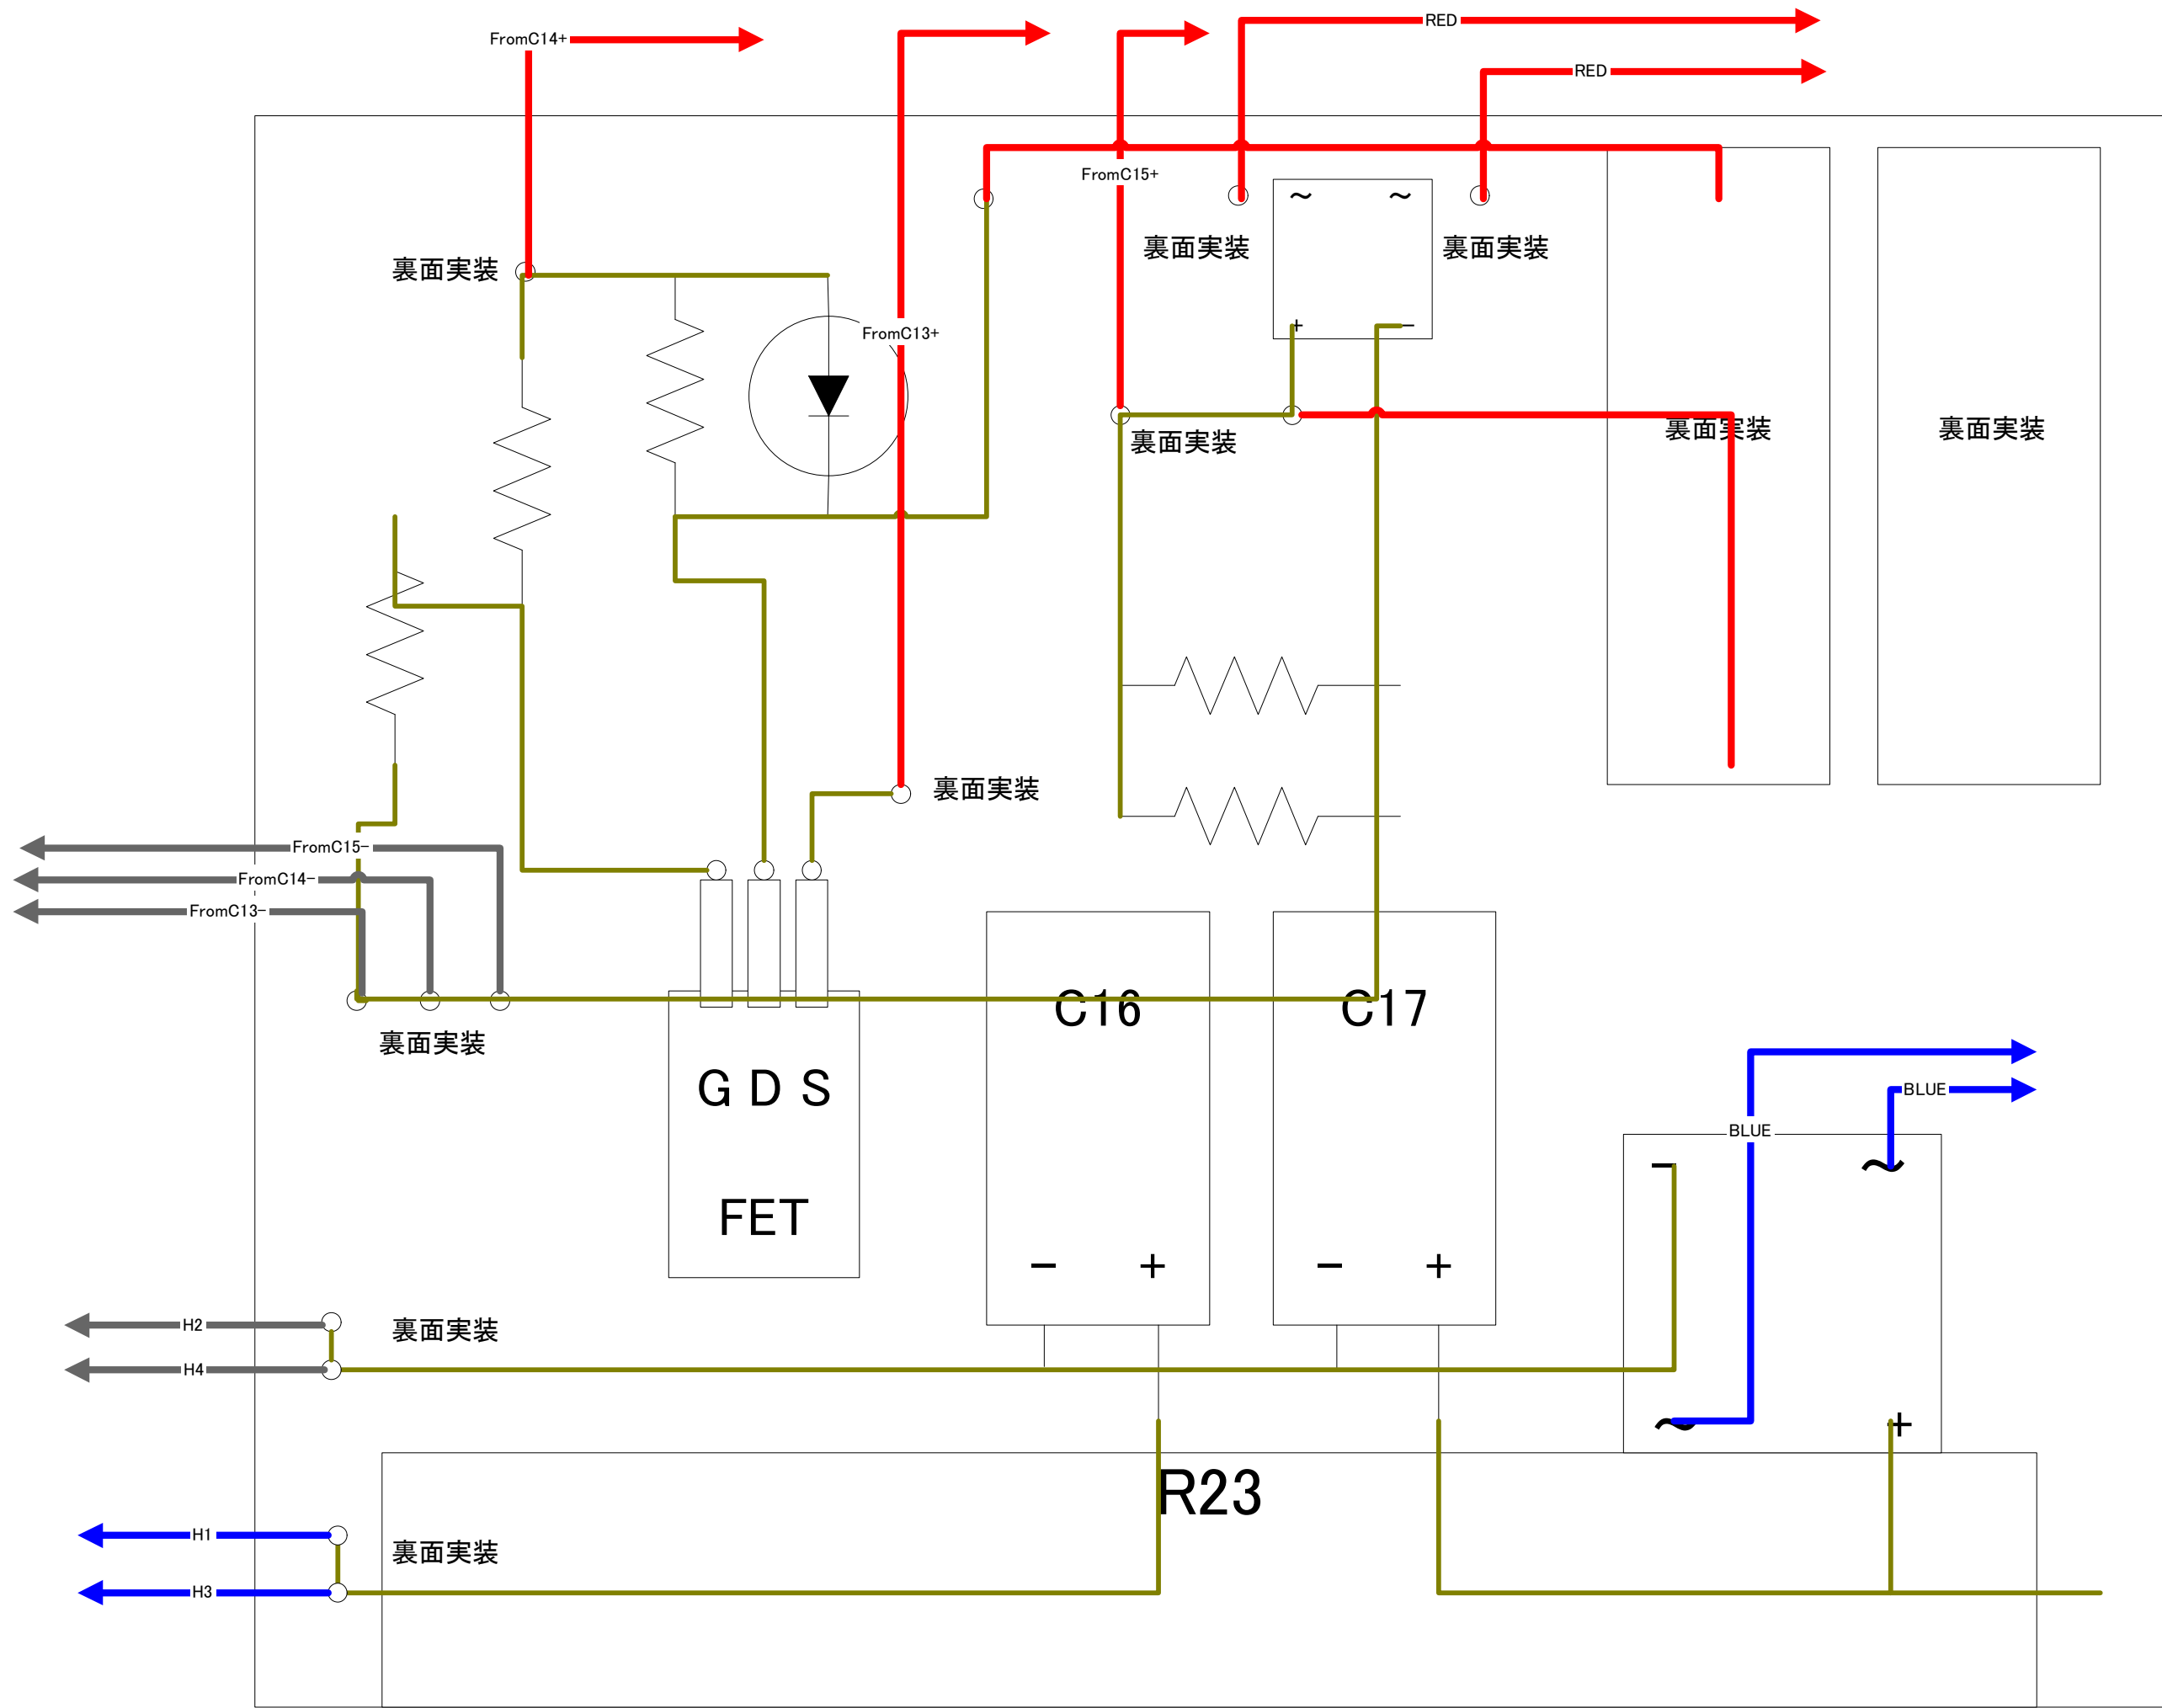 RED
FromC14+
RED
FromC15+
~ ~
裏面実装
裏面実装
裏面実装
FromC13+
+ −
裏面実装
裏面実装
裏面実装
裏面実装
FromC15−
FromC14−
FromC13−
C16
C17
裏面実装
G D S
BLUE
BLUE
− ~
FET
− +
− +
H2
裏面実装
H4
~ +
R23
H1
裏面実装
H3